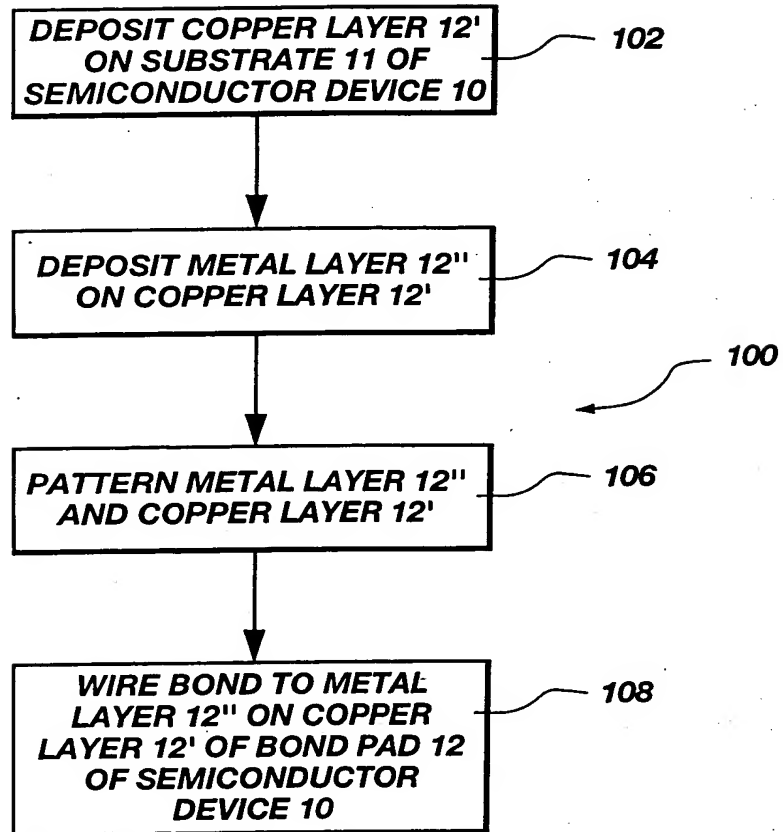 DEPOSIT COPPER LAYER 12'
ON SUBSTRATE 11 OF
SEMICONDUCTOR DEVICE 10
102
DEPOSIT METAL LAYER 12"
ON COPPER LAYER 12'
104
100
PATTERN METAL LAYER 12"
AND COPPER LAYER 12'
106
WIRE BOND TO METAL
LAYER 12" ON COPPER
LAYER 12' OF BOND PAD 12
OF SEMICONDUCTOR
DEVICE 10
108